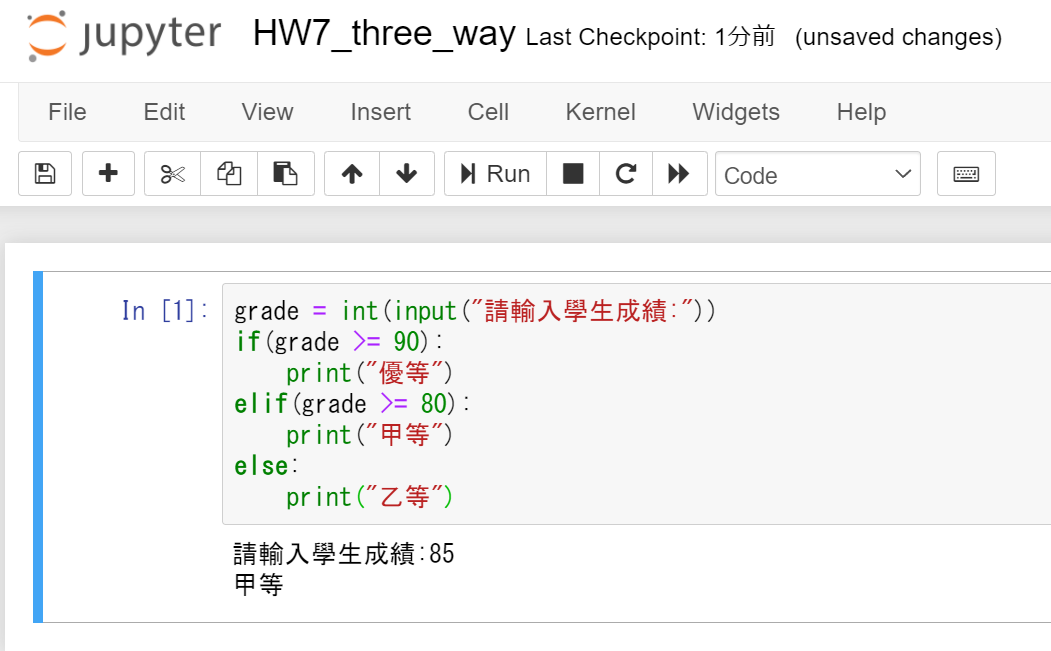 jupyter HW7_three_way Last Checkpoint: 1分前 (unsaved changes)
File Edit View Insert Cell Kernel Widgets Help
Run Code
In [1]: grade = int(input("請輸入學生成績:"))
if(grade >= 90):
    print("優等")
elif(grade >= 80):
    print("甲等")
else:
    print("乙等")
請輸入學生成績:85
甲等